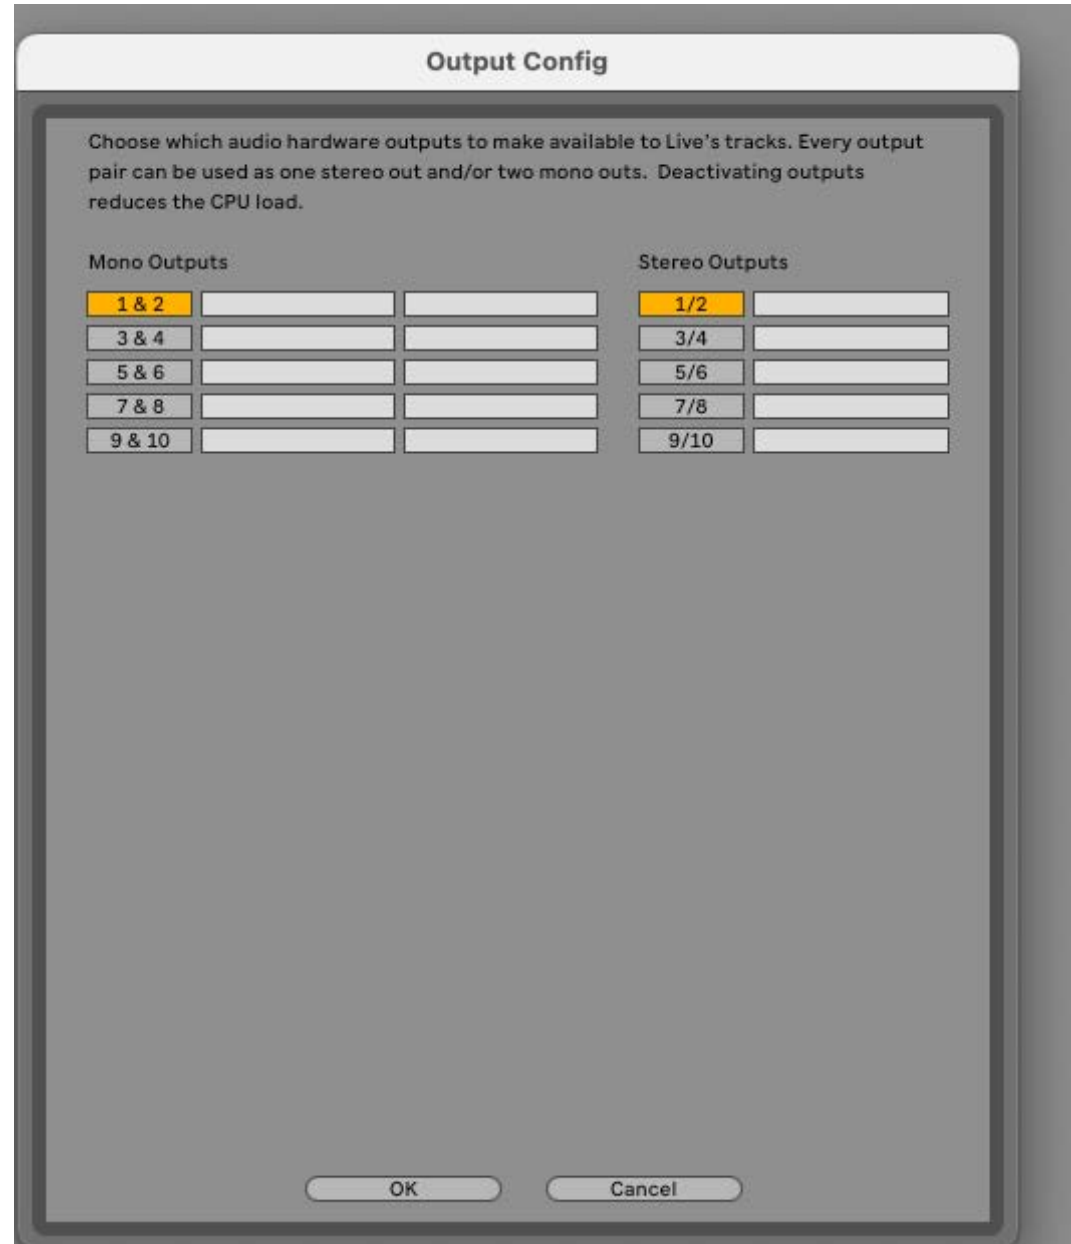 Output Config
Choose which audio hardware outputs to make available to Live's tracks. Every output
pair can be used as one stereo out and/or two mono outs.  Deactivating outputs
reduces the CPU load.
Mono Outputs
Stereo Outputs
1 & 2
1/2
3 & 4
3/4
5 & 6
5/6
7 & 8
7/8
9 & 10
9/10
OK
Cancel